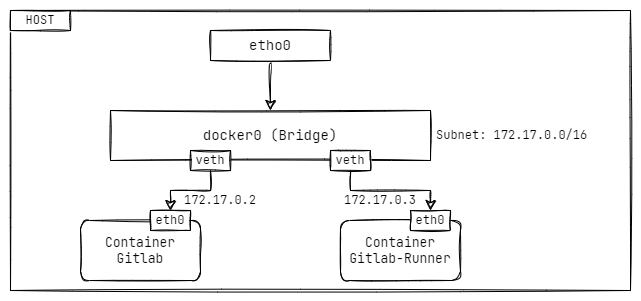 HOST
etho0
docker0 (Bridge)
Subnet: 172.17.0.0/16
veth
veth
172.17.0.2
172.17.0.3
eth0
eth0
Container
Gitlab
Container
Gitlab-Runner